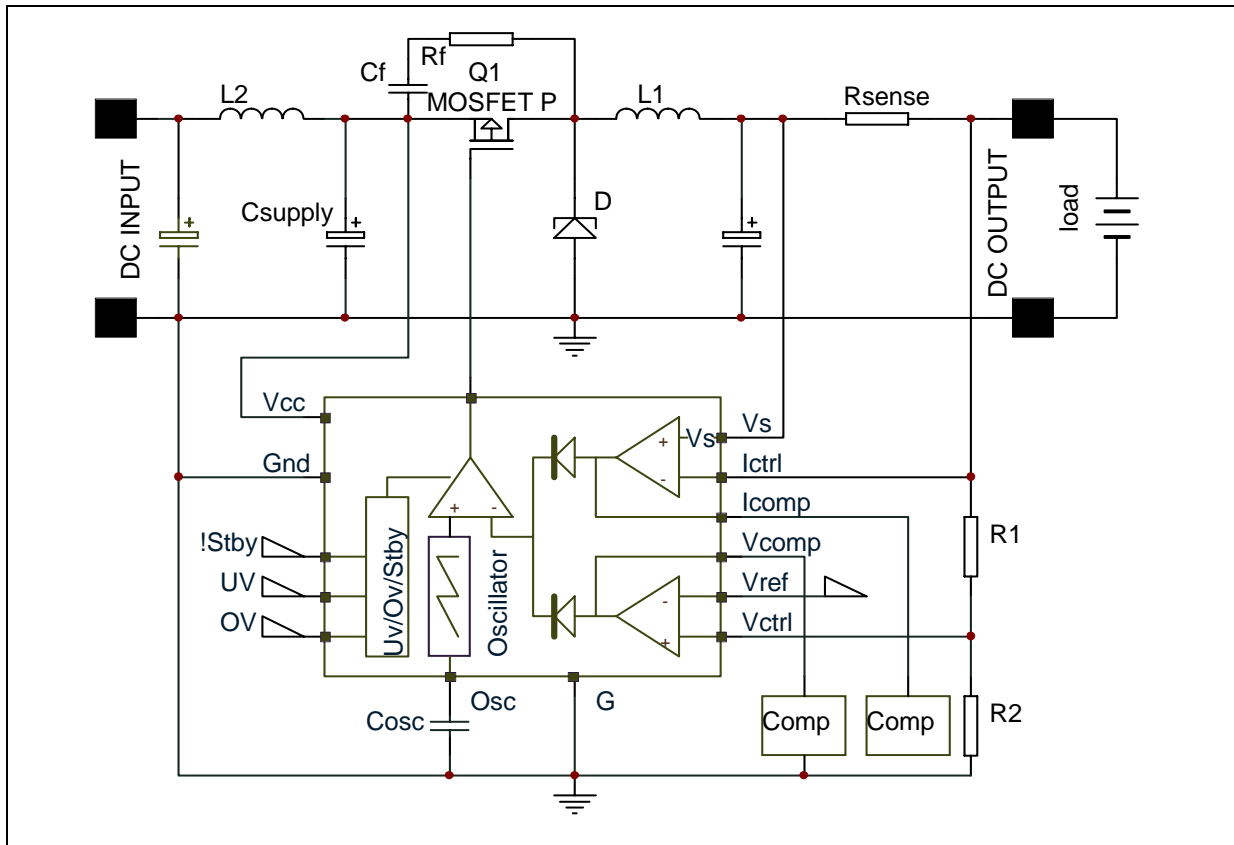 Rf
Cf
Q1
MOSFET P
L2
L1
Rsense
DC INPUT
Csupply
+
+
D
+
DC OUTPUT
load
Vcc
Vs
Vs
Gnd
Ictrl
Icomp
Vcomp
Vref
Vctrl
!Stby
UV
OV
Uv/Ov/Stby
Oscillator
+ -
+
-
-
+
R1
R2
Osc
G
Cosc
Comp
Comp